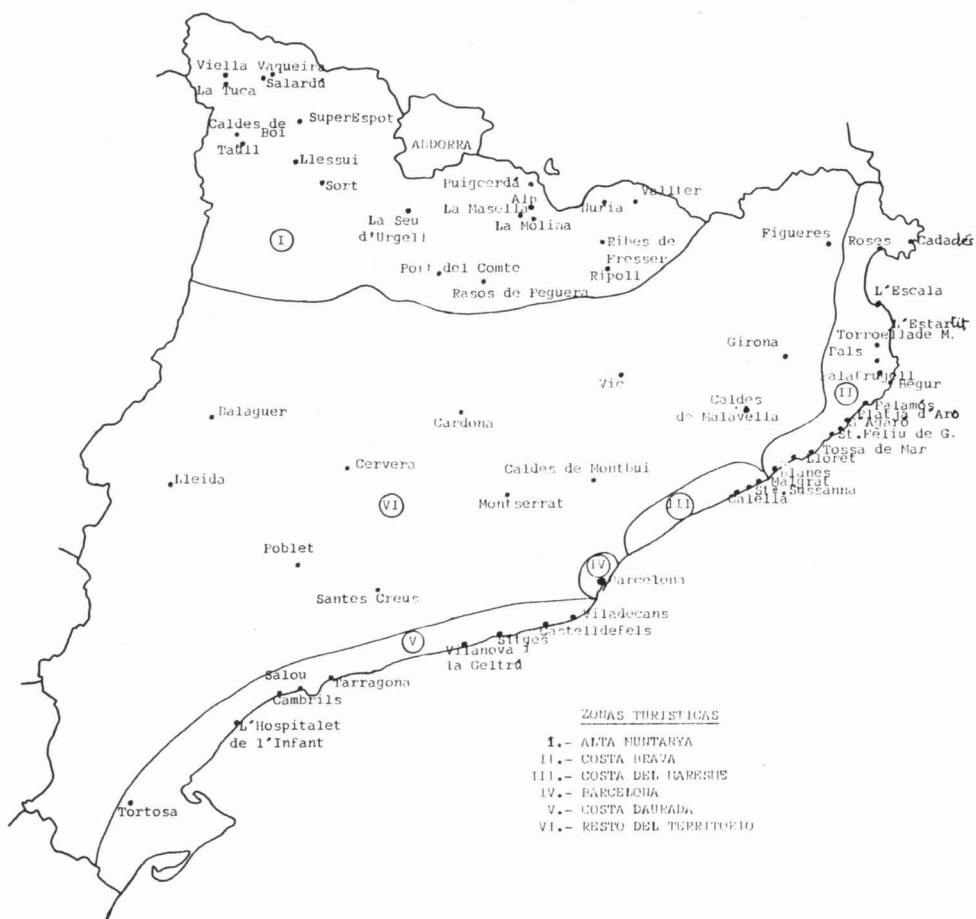 Viella Vaqueira
La Tuca Salardú
Caldes de
Boí
Taüll
SuperEspot
Llessui
Sort
ANDORRA
La Seu
d'Urgell
Puigcerdá
Alp
La Masella
La Molina
Nuria
Vallter
Ribes de
Fresser
Ripoll
Port del Comte
Rasos de Peguera
I
Figueres
Roses
Cadaqués
L'Escala
L'Estartit
Torroellade M.
Pals
Palafrugell
Begur
II
Palamós
Platja d'Aro
S'Agaró
St.Feliu de G.
Tossa de Mar
Lloret
Blanes
Malgrat
Sta.Sussanna
Calella
Girona
Vic
Caldes
de Malavella
Balaguer
Cardona
Cervera
Caldes de Montbui
Lleida
VI
Montserrat
III
Poblet
IV
Barcelona
Santes Creus
Viladecans
Castelldefels
V
Sitges
Vilanova i
la Geltrú
Salou
Tarragona
Cambrils
L'Hospitalet
de l'Infant
Tortosa
ZONAS TURISTICAS
I.- ALTA MUNTANYA
II.- COSTA BRAVA
III.- COSTA DEL MARESME
IV.- BARCELONA
V.- COSTA DAURADA
VI.- RESTO DEL TERRITORIO